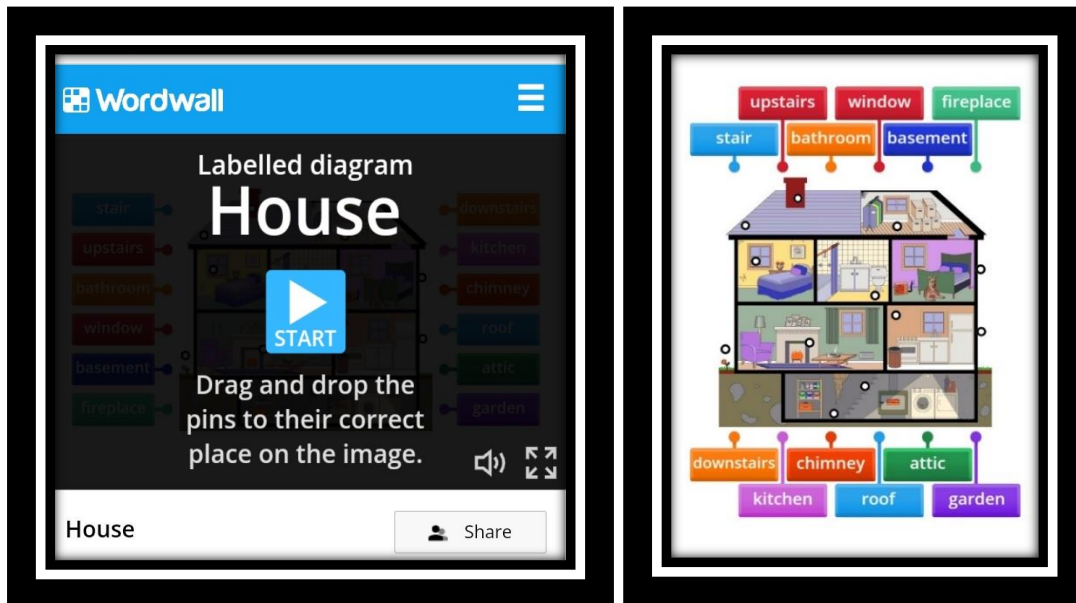 Wordwall
Labelled diagram
House
stair
downstairs
upstairs
kitchen
bathroom
chimney
window
roof
basement
attic
fireplace
garden
START
Drag and drop the
pins to their correct
place on the image.
House
Share
upstairs window fireplace
stair bathroom basement
downstairs chimney attic
kitchen roof garden